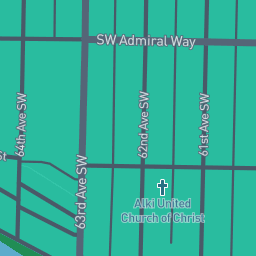 SW Admiral Way
64th Ave SW
62nd Ave SW
61st Ave SW
St
63rd Ave SW
Alki United
Church of Christ